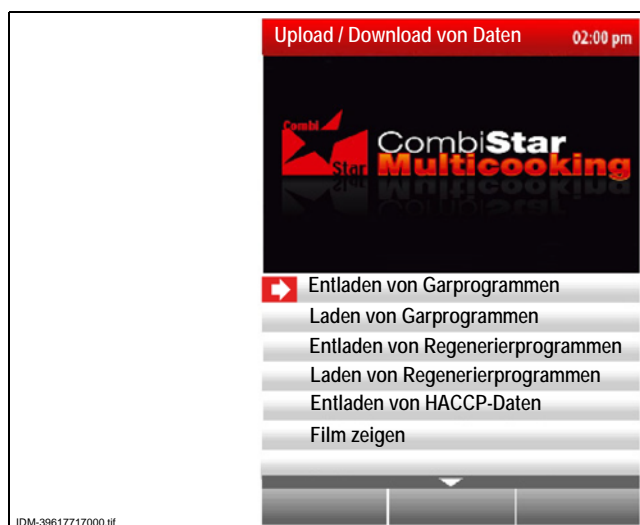 Upload / Download von Daten 02:00 pm
Combi
Star
CombiStar
Multicooking
Entladen von Garprogrammen
Laden von Garprogrammen
Entladen von Regenerierprogrammen
Laden von Regenerierprogrammen
Entladen von HACCP-Daten
Film zeigen
IDM-39617717000.tif